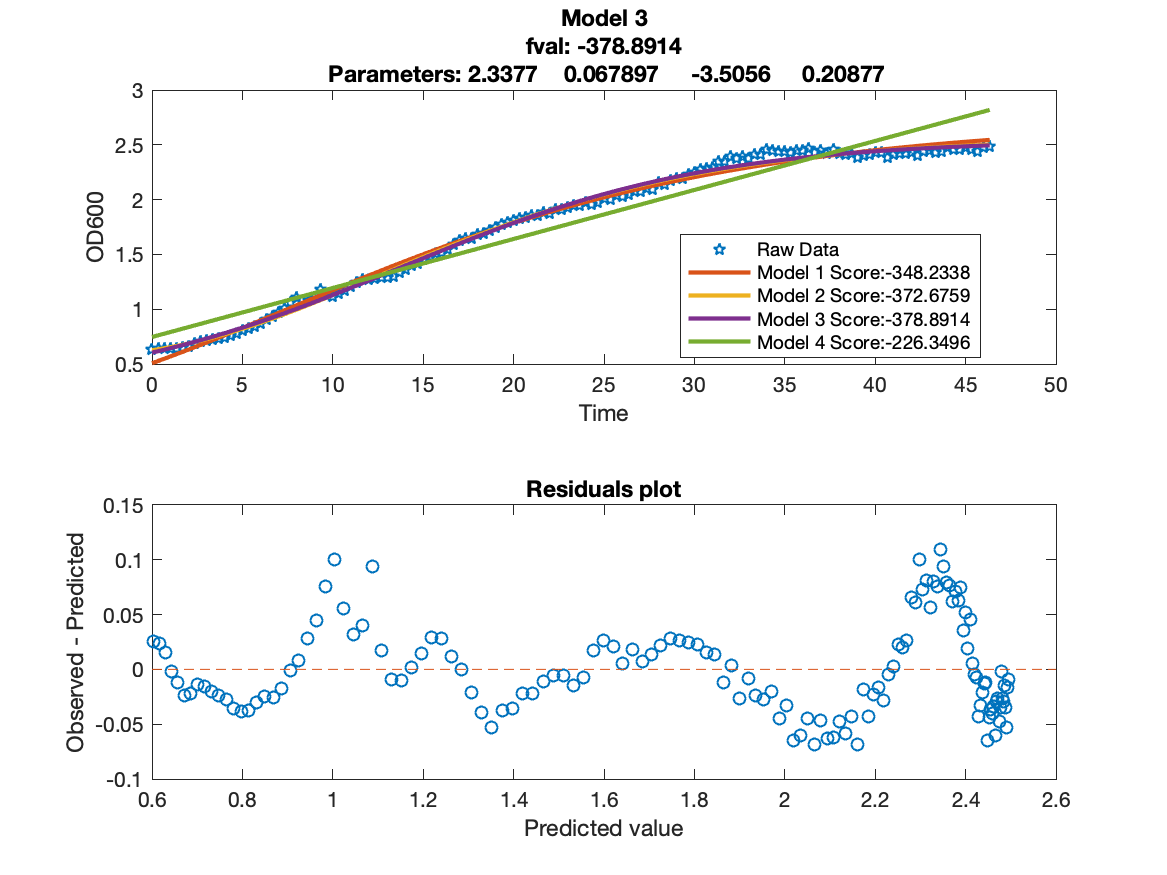 Model 3
fval: -378.8914
Parameters: 2.3377 0.067897 -3.5056 0.20877
3
2.5
2
1.5
1
0.5
OD600
Raw Data
Model 1 Score:-348.2338
Model 2 Score:-372.6759
Model 3 Score:-378.8914
Model 4 Score:-226.3496
0 5 10 15 20 25 30 35 40 45 50
Time
Residuals plot
0.15
0.1
0.05
0
-0.05
-0.1
Observed - Predicted
0.6 0.8 1 1.2 1.4 1.6 1.8 2 2.2 2.4 2.6
Predicted value